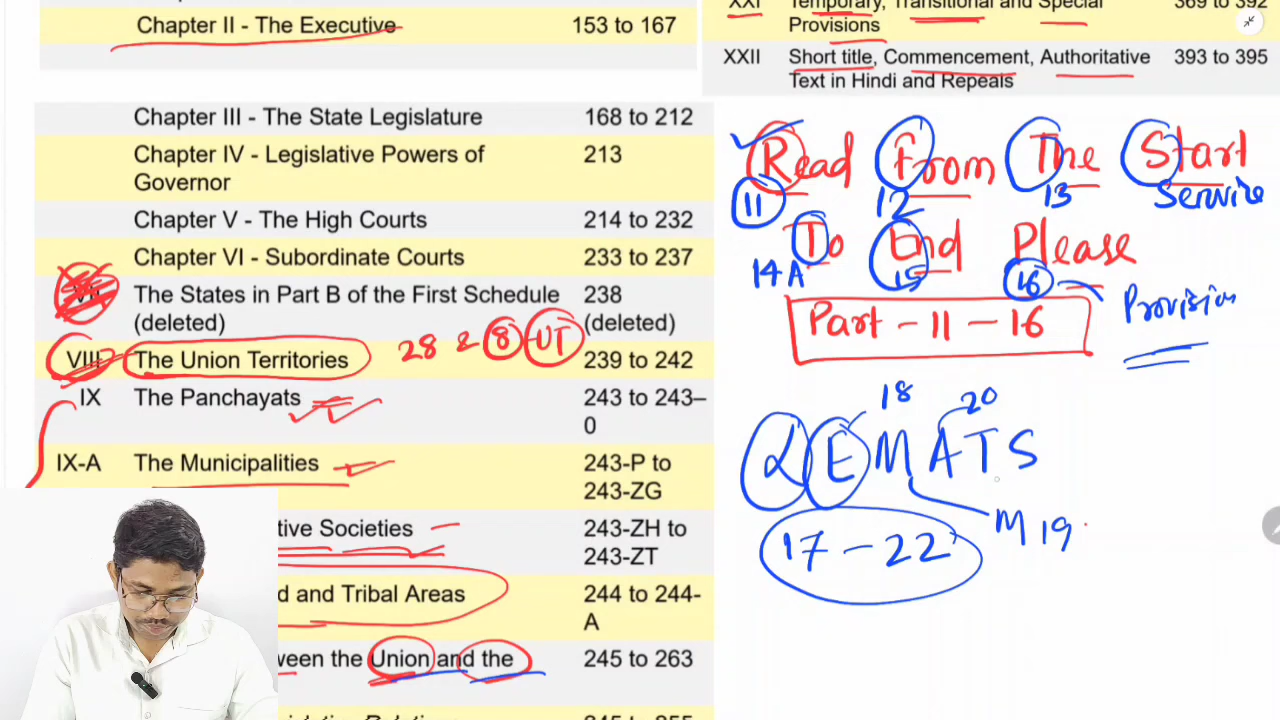 Chapter II - The Executive 153 to 167
Chapter III - The State Legislature 168 to 212
Chapter IV - Legislative Powers of 213
Governor
Chapter V - The High Courts 214 to 232
Chapter VI - Subordinate Courts 233 to 237
The States in Part B of the First Schedule 238
(deleted) (deleted)
VIII The Union Territories 28 & 8 UT 239 to 242
IX The Panchayats 243 to 243–
0
IX-A The Municipalities 243-P to
243-ZG
tive Societies 243-ZH to
243-ZT
d and Tribal Areas 244 to 244-
A
ween the Union and the 245 to 263
XXI Temporary, Transitional and Special 369 to 392
Provisions
XXII Short title, Commencement, Authoritative 393 to 395
Text in Hindi and Repeals
Read From The Start
11 12 13 Service
To End Please
14A 15 16 Provision
Part - 11 - 16
18 20
LEMATS
17 - 22 M 19